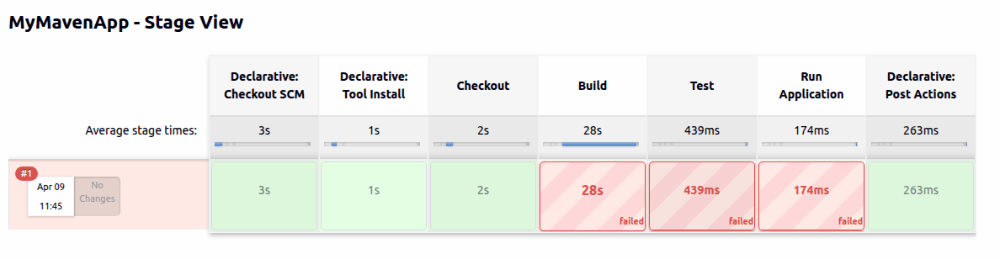 MyMavenApp - Stage View
Declarative:
Checkout SCM
Declarative:
Tool Install
Checkout
Build
Test
Run
Application
Declarative:
Post Actions
Average stage times:
3s
1s
2s
28s
439ms
174ms
263ms
#1
Apr 09
11:45
No
Changes
3s
1s
2s
28s
failed
439ms
failed
174ms
failed
263ms